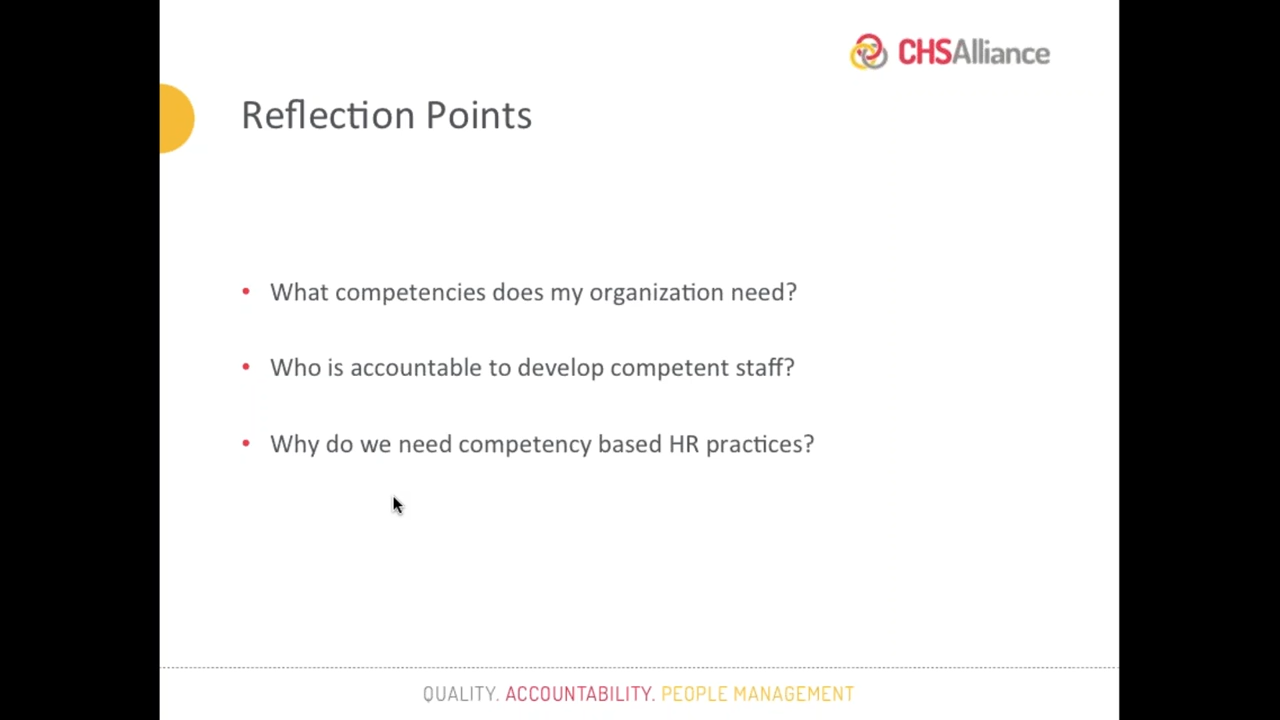 CHSAlliance
Reflection Points
• What competencies does my organization need?
• Who is accountable to develop competent staff?
• Why do we need competency based HR practices?
QUALITY. ACCOUNTABILITY. PEOPLE MANAGEMENT